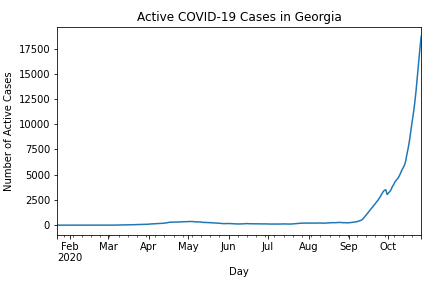 Active COVID-19 Cases in Georgia
17500
15000
12500
10000
7500
5000
2500
0
Number of Active Cases
Feb Mar Apr May Jun Jul Aug Sep Oct
2020
Day